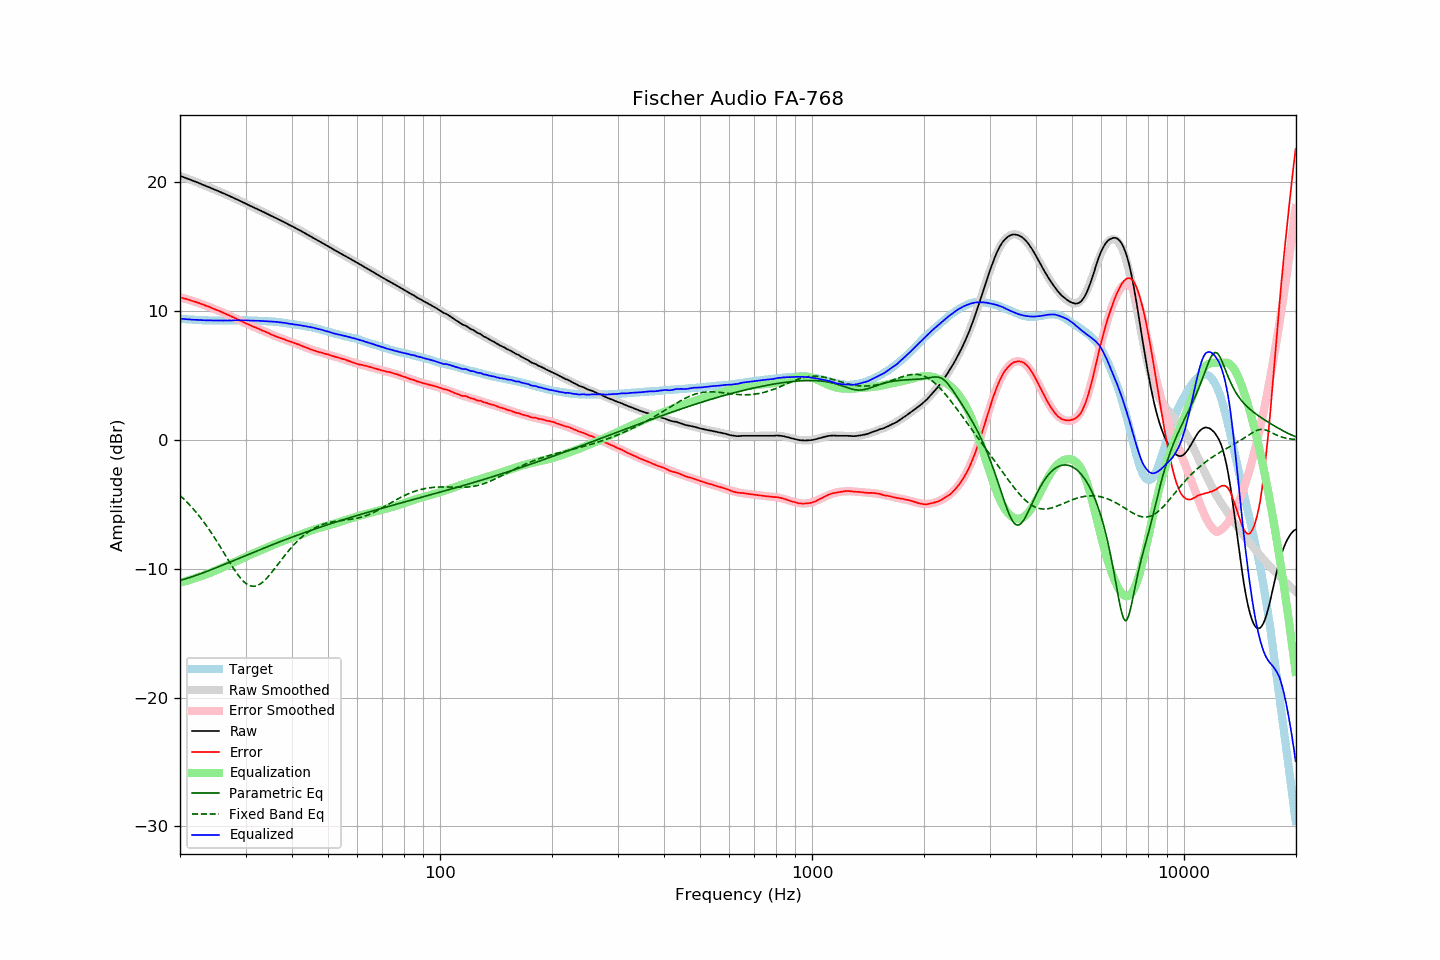 Fischer Audio FA-768
Amplitude (dBr)
20
10
0
−10
−20
−30
Target
Raw Smoothed
Error Smoothed
Raw
Error
Equalization
Parametric Eq
Fixed Band Eq
Equalized
100
1000
10000
Frequency (Hz)